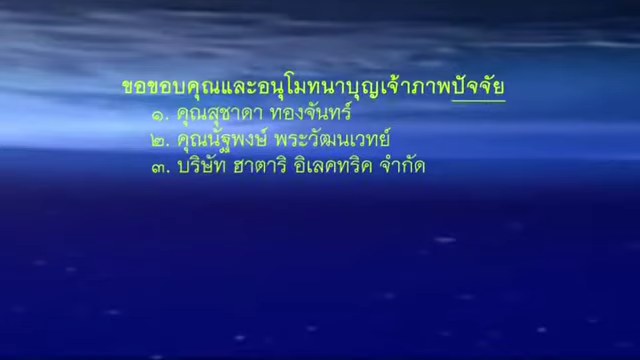 ขอขอบคุณและอนุโมทนาบุญเจ้าภาพปัจจัย
๑. คุณสุชาดา ทองจันทร์
๒. คุณนัฐพงษ์ พระวัฒนเวทย์
๓. บริษัท ฮาตาริ อิเลคทริค จำกัด